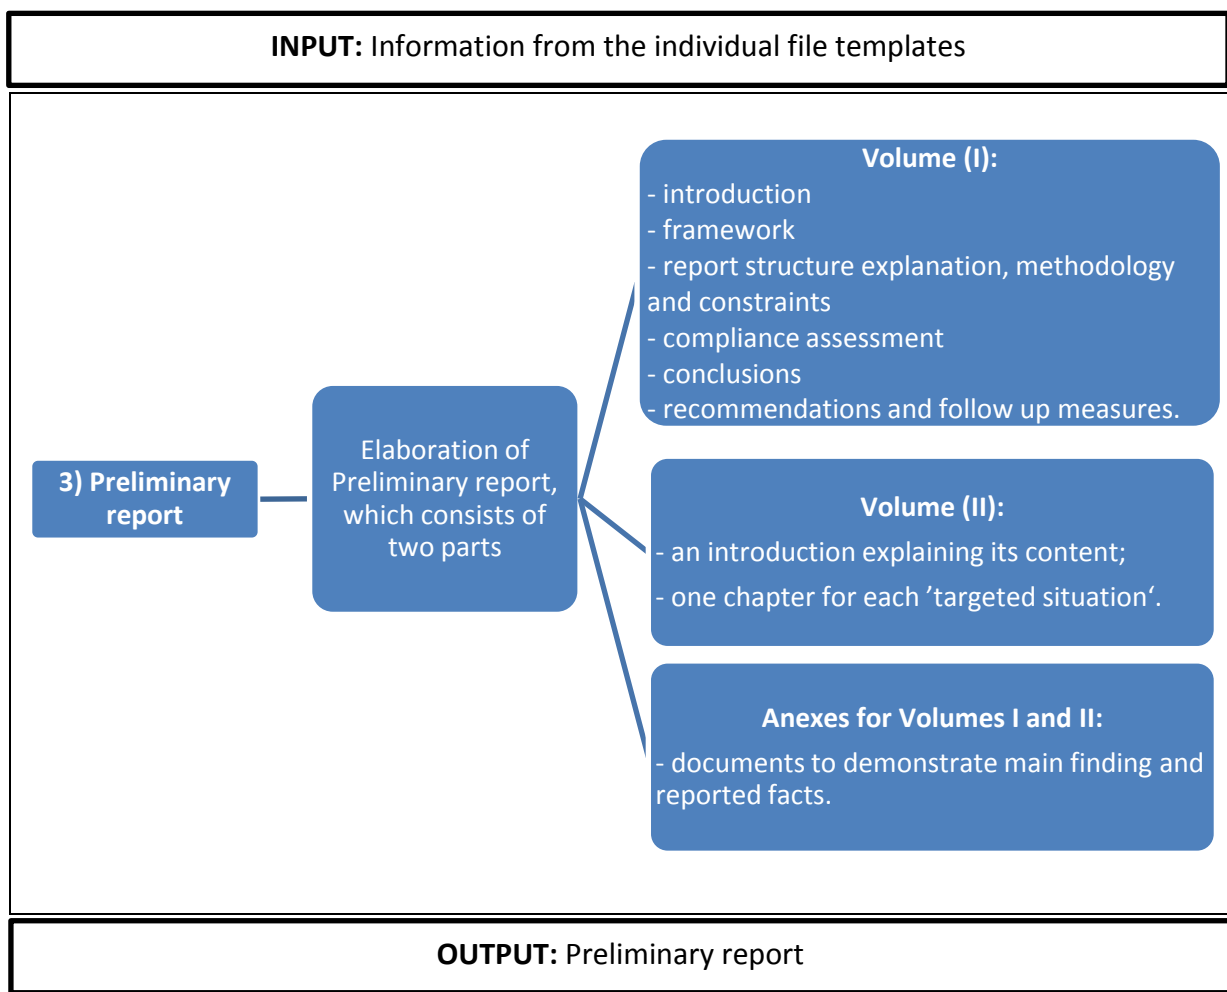 INPUT: Information from the individual file templates
Volume (I):
- introduction
- framework
- report structure explanation, methodology
and constraints
- compliance assessment
- conclusions
- recommendations and follow up measures.
3) Preliminary
report
Elaboration of
Preliminary report,
which consists of
two parts
Volume (II):
- an introduction explaining its content;
- one chapter for each ’targeted situation‘.
Anexes for Volumes I and II:
- documents to demonstrate main finding and
reported facts.
OUTPUT: Preliminary report